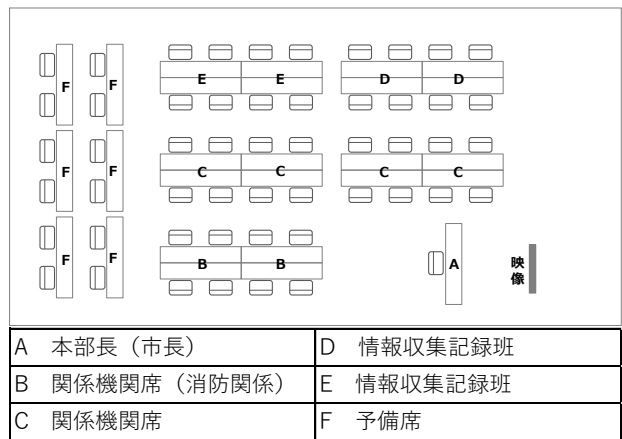 E E D D
F F
C C C C
F F
B B
F F
A 映像
A 本部長（市長） D 情報収集記録班
B 関係機関席（消防関係） E 情報収集記録班
C 関係機関席 F 予備席